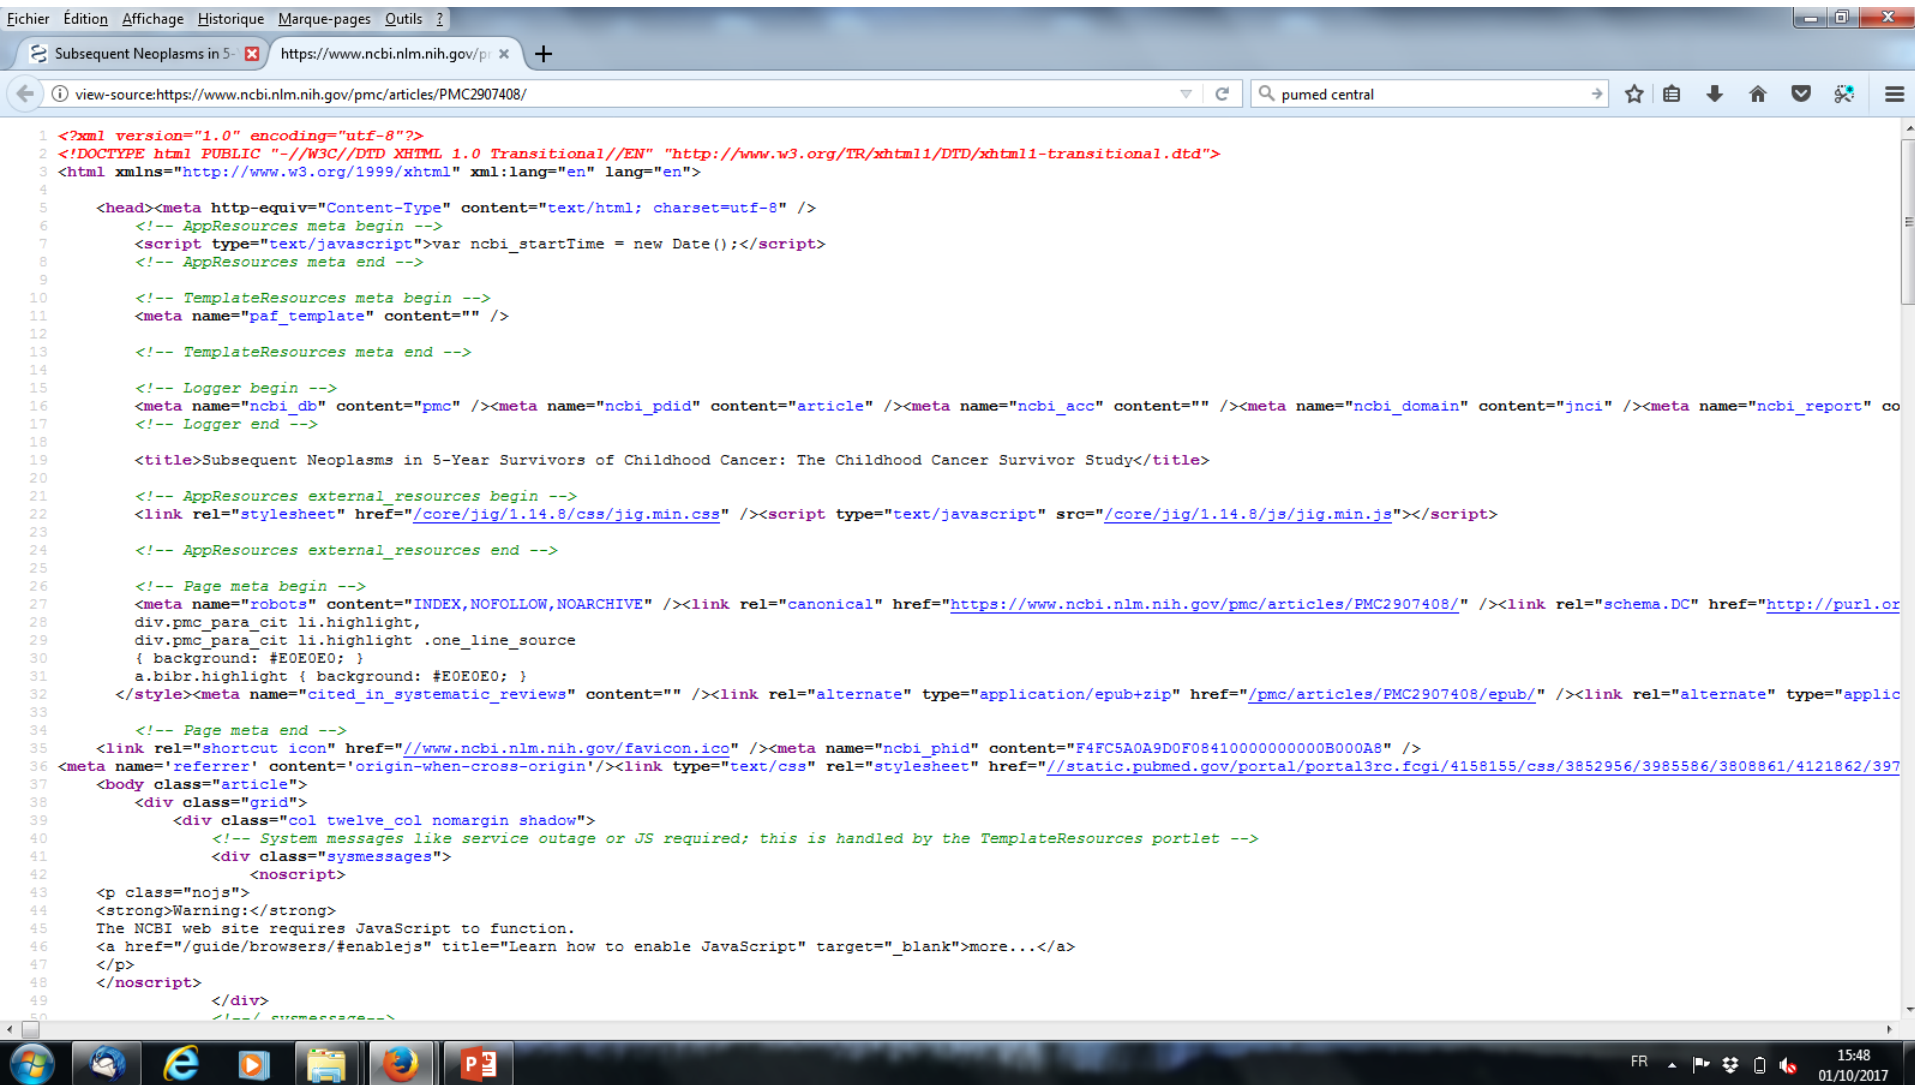 Fichier Édition Affichage Historique Marque-pages Outils ?
Subsequent Neoplasms in 5-
https://www.ncbi.nlm.nih.gov/p
view-source:https://www.ncbi.nlm.nih.gov/pmc/articles/PMC2907408/
pumed central
1 <?xml version="1.0" encoding="utf-8"?>
2 <!DOCTYPE html PUBLIC "-//W3C//DTD XHTML 1.0 Transitional//EN" "http://www.w3.org/TR/xhtml1/DTD/xhtml1-transitional.dtd">
3 <html xmlns="http://www.w3.org/1999/xhtml" xml:lang="en" lang="en">
4
5 <head><meta http-equiv="Content-Type" content="text/html; charset=utf-8" />
6 <!-- AppResources meta begin -->
7 <script type="text/javascript">var ncbi_startTime = new Date();</script>
8 <!-- AppResources meta end -->
9
10 <!-- TemplateResources meta begin -->
11 <meta name="paf_template" content="" />
12
13 <!-- TemplateResources meta end -->
14
15 <!-- Logger begin -->
16 <meta name="ncbi_db" content="pmc" /><meta name="ncbi_pdid" content="article" /><meta name="ncbi_acc" content="" /><meta name="ncbi_domain" content="jnci" /><meta name="ncbi_report" co
17 <!-- Logger end -->
18
19 <title>Subsequent Neoplasms in 5-Year Survivors of Childhood Cancer: The Childhood Cancer Survivor Study</title>
20
21 <!-- AppResources external_resources begin -->
22 <link rel="stylesheet" href="/core/jig/1.14.8/css/jig.min.css" /><script type="text/javascript" src="/core/jig/1.14.8/js/jig.min.js"></script>
23
24 <!-- AppResources external_resources end -->
25
26 <!-- Page meta begin -->
27 <meta name="robots" content="INDEX,NOFOLLOW,NOARCHIVE" /><link rel="canonical" href="https://www.ncbi.nlm.nih.gov/pmc/articles/PMC2907408/" /><link rel="schema.DC" href="http://purl.or
28 div.pmc_para_cit li.highlight,
29 div.pmc_para_cit li.highlight .one_line_source
30 { background: #E0E0E0; }
31 a.bibr.highlight { background: #E0E0E0; }
32 </style><meta name="cited_in_systematic_reviews" content="" /><link rel="alternate" type="application/epub+zip" href="/pmc/articles/PMC2907408/epub/" /><link rel="alternate" type="applic
33
34 <!-- Page meta end -->
35 <link rel="shortcut icon" href="//www.ncbi.nlm.nih.gov/favicon.ico" /><meta name="ncbi_phid" content="F4FC5A0A9D0F08410000000000B000A8" />
36 <meta name='referrer' content='origin-when-cross-origin'/><link type="text/css" rel="stylesheet" href="//static.pubmed.gov/portal/portal3rc.fcgi/4158155/css/3852956/3985586/3808861/4121862/397
37 <body class="article">
38 <div class="grid">
39 <div class="col twelve_col nomargin shadow">
40 <!-- System messages like service outage or JS required; this is handled by the TemplateResources portlet -->
41 <div class="sysmessages">
42 <noscript>
43 <p class="nojs">
44 <strong>Warning:</strong>
45 The NCBI web site requires JavaScript to function.
46 <a href="/guide/browsers/#enablejs" title="Learn how to enable JavaScript" target="_blank">more...</a>
47 </p>
48 </noscript>
49 </div>
50 <!--/.sysmessage-->
FR
15:48
01/10/2017